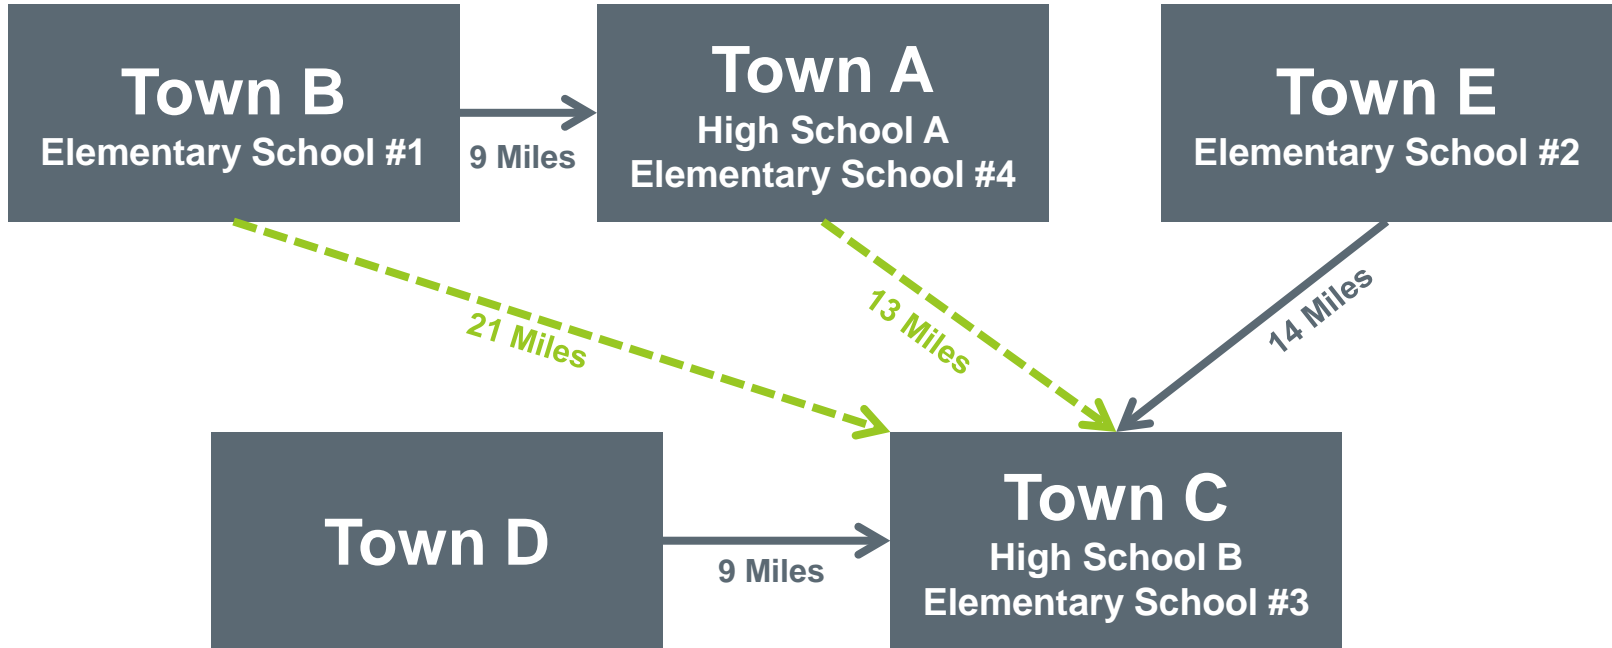 Town B
Elementary School #1
9 Miles
Town A
High School A
Elementary School #4
Town E
Elementary School #2
21 Miles
13 Miles
14 Miles
Town D
9 Miles
Town C
High School B
Elementary School #3